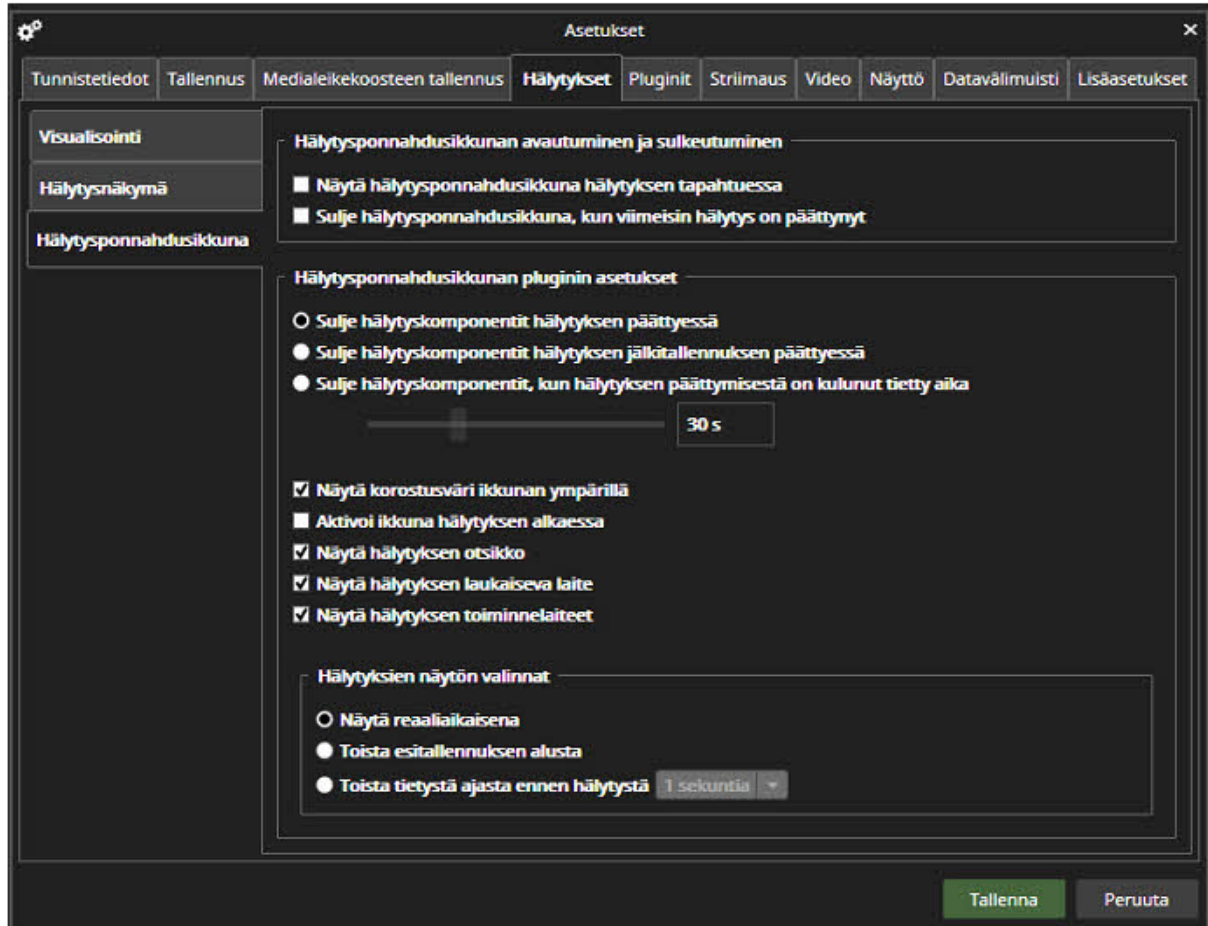 Asetukset
Tunnistetiedot Tallennus Medialeikekoosteen tallennus Hälytykset Pluginit Striimaus Video Näyttö Datavälimuisti Lisäasetukset
Visualisointi
Hälytysnäkymä
Hälytysponnahdusikkuna
Hälytysponnahdusikkunan avautuminen ja sulkeutuminen
Näytä hälytysponnahdusikkuna hälytyksen tapahtuessa
Sulje hälytysponnahdusikkuna, kun viimeisin hälytys on päättynyt
Hälytysponnahdusikkunan pluginin asetukset
Sulje hälytyskomponentit hälytyksen päättyessä
Sulje hälytyskomponentit hälytyksen jälkitallennuksen päättyessä
Sulje hälytyskomponentit, kun hälytyksen päättymisestä on kulunut tietty aika
30 s
Näytä korostusväri ikkunan ympärillä
Aktivoi ikkuna hälytyksen alkaessa
Näytä hälytyksen otsikko
Näytä hälytyksen laukaiseva laite
Näytä hälytyksen toiminnelaiteet
Hälytyksien näytön valinnat
Näytä reaaliaikaisena
Toista esitallennuksen alusta
Toista tietystä ajasta ennen hälytystä 1 sekuntia
Tallenna Peruuta